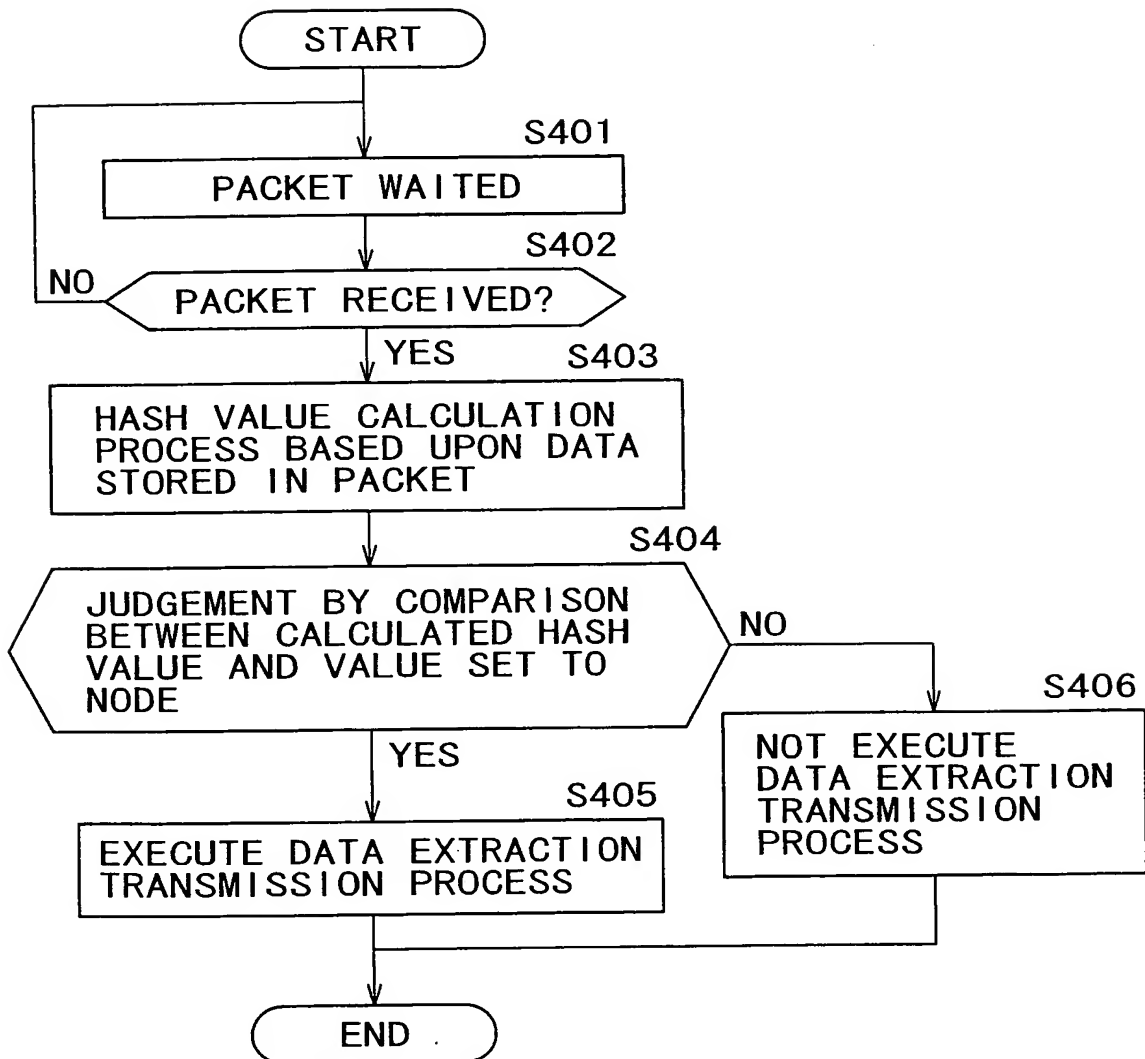 START
S401
PACKET WAITED
S402
NO
PACKET RECEIVED?
YES
S403
HASH VALUE CALCULATION
PROCESS BASED UPON DATA
STORED IN PACKET
S404
JUDGEMENT BY COMPARISON
BETWEEN CALCULATED HASH
VALUE AND VALUE SET TO
NODE
NO
YES
S406
NOT EXECUTE
DATA EXTRACTION
TRANSMISSION
PROCESS
S405
EXECUTE DATA EXTRACTION
TRANSMISSION PROCESS
END